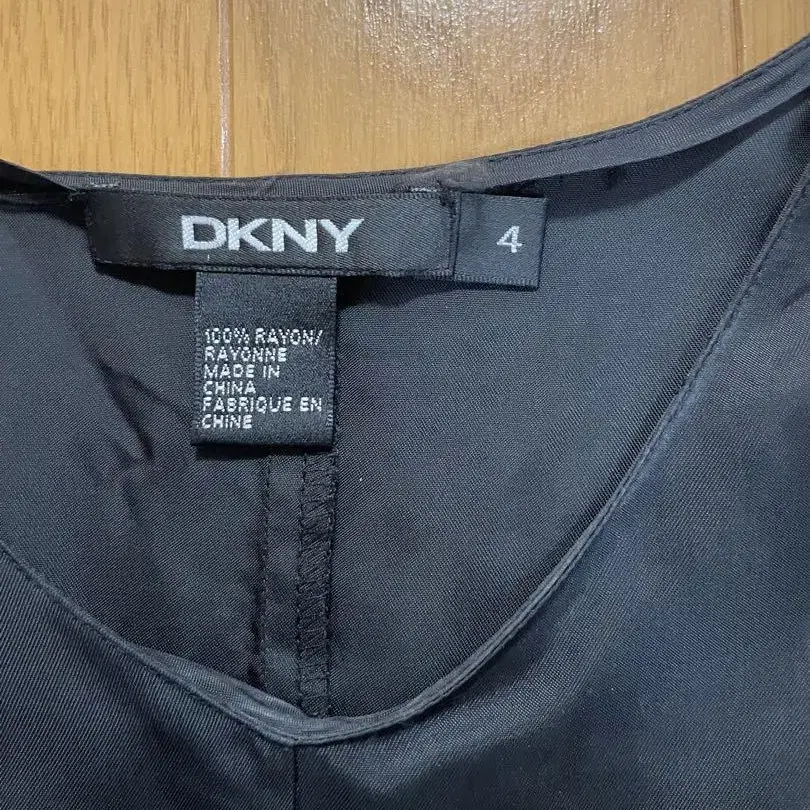 DKNY
4
100% RAYON/
RAYONNE
MADE IN
CHINA
FABRIQUE EN
CHINE